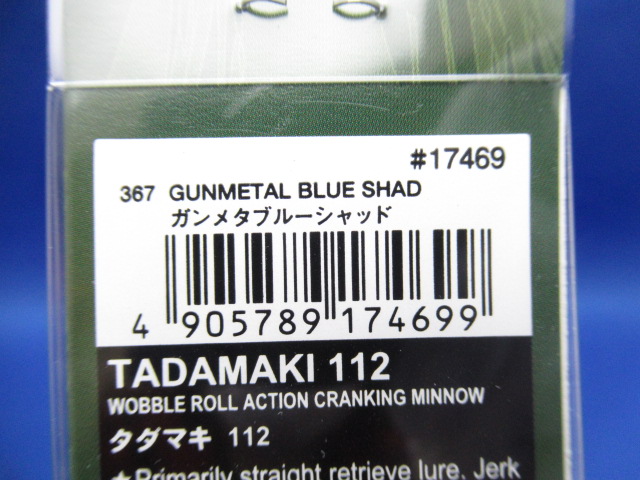 #17469
367 GUNMETAL BLUE SHAD
ガンメタブルーシャッド
4 905789 174699
TADAMAKI 112
WOBBLE ROLL ACTION CRANKING MINNOW
タダマキ 112
★Primarily straight retrieve lure. Jerk